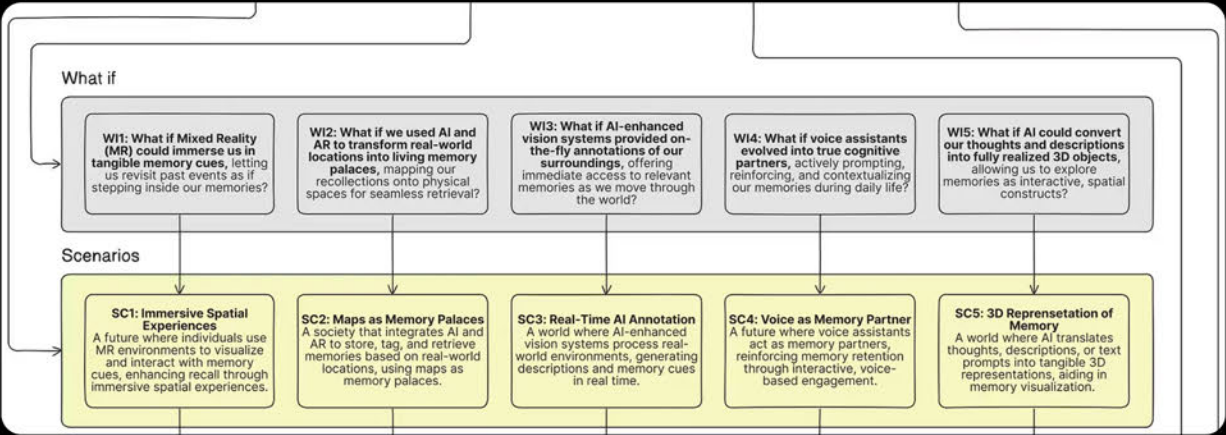 What if
WI1: What if Mixed Reality
(MR) could immerse us in
tangible memory cues, letting
us revisit past events as if
stepping inside our memories?
WI2: What if we used AI and
AR to transform real-world
locations into living memory
palaces, mapping our
recollections onto physical
spaces for seamless retrieval?
WI3: What if AI-enhanced
vision systems provided on-
the-fly annotations of our
surroundings, offering
immediate access to relevant
memories as we move through
the world?
WI4: What if voice assistants
evolved into true cognitive
partners, actively prompting,
reinforcing, and contextualizing
our memories during daily life?
WI5: What if AI could convert
our thoughts and descriptions
into fully realized 3D objects,
allowing us to explore
memories as interactive, spatial
constructs?
Scenarios
SC1: Immersive Spatial
Experiences
A future where individuals use
MR environments to visualize
and interact with memory
cues, enhancing recall through
immersive spatial experiences.
SC2: Maps as Memory Palaces
A society that integrates AI and
AR to store, tag, and retrieve
memories based on real-world
locations, using maps as
memory palaces.
SC3: Real-Time AI Annotation
A world where AI-enhanced
vision systems process real-
world environments, generating
descriptions and memory cues
in real time.
SC4: Voice as Memory Partner
A future where voice assistants
act as memory partners,
reinforcing memory retention
through interactive, voice-
based engagement.
SC5: 3D Reprensetation of
Memory
A world where AI translates
thoughts, descriptions, or text
prompts into tangible 3D
representations, aiding in
memory visualization.